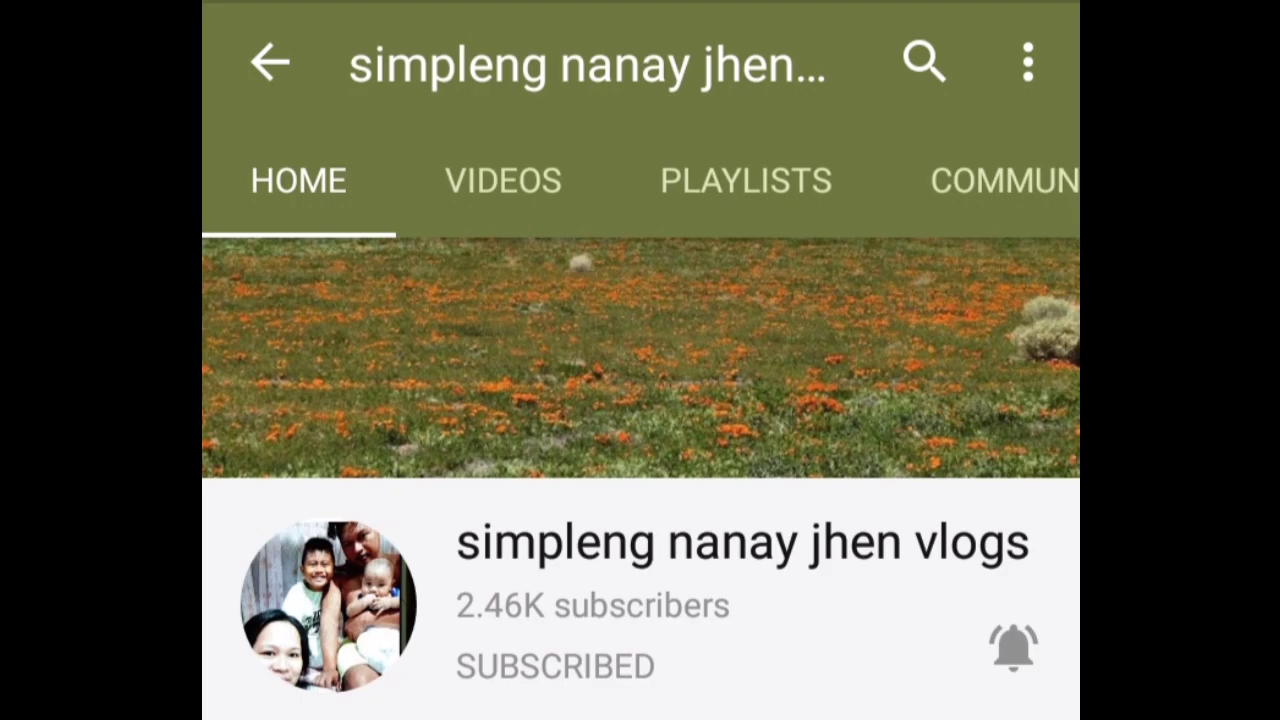 simpleng nanay jhen...
HOME VIDEOS PLAYLISTS COMMUN
simpleng nanay jhen vlogs
2.46K subscribers
SUBSCRIBED